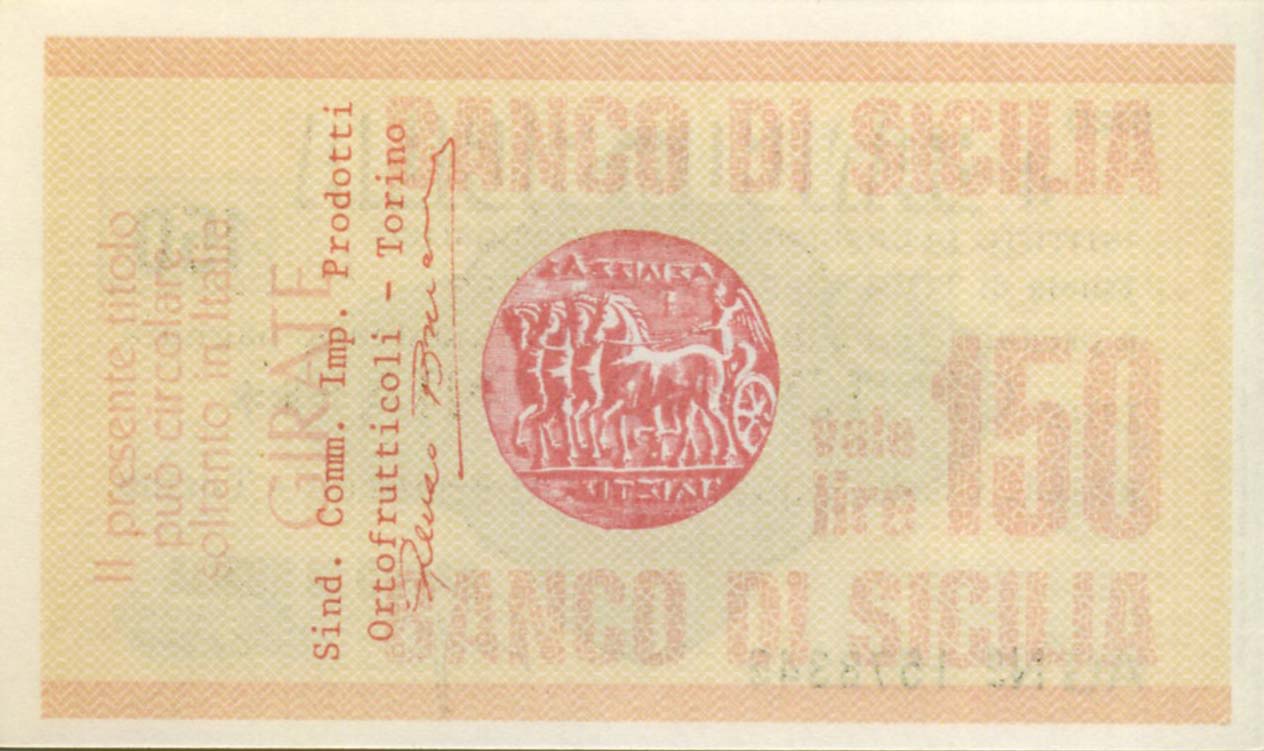 BANCO DI SICILIA
Il presente titolo
può circolare
soltanto in Italia
GIRATE
Sind. Comm. Imp. Prodotti
Ortofrutticoli - Torino
vale
lire
150
BANCO DI SICILIA